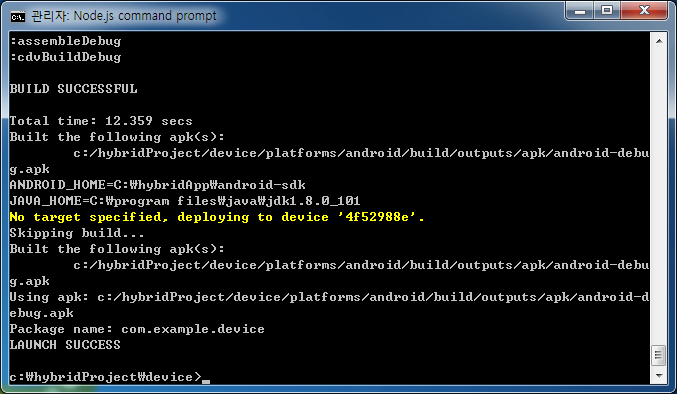 관리자: Node.js command prompt
:assembleDebug
:cdvBuildDebug
BUILD SUCCESSFUL
Total time: 12.359 secs
Built the following apk(s):
        c:/hybridProject/device/platforms/android/build/outputs/apk/android-debu
g.apk
ANDROID_HOME=C:₩hybridApp₩android-sdk
JAVA_HOME=C:₩program files₩java₩jdk1.8.0_101
No target specified, deploying to device '4f52988e'.
Skipping build...
Built the following apk(s):
        c:/hybridProject/device/platforms/android/build/outputs/apk/android-debu
g.apk
Using apk: c:/hybridProject/device/platforms/android/build/outputs/apk/android-d
ebug.apk
Package name: com.example.device
LAUNCH SUCCESS
c:₩hybridProject₩device>_